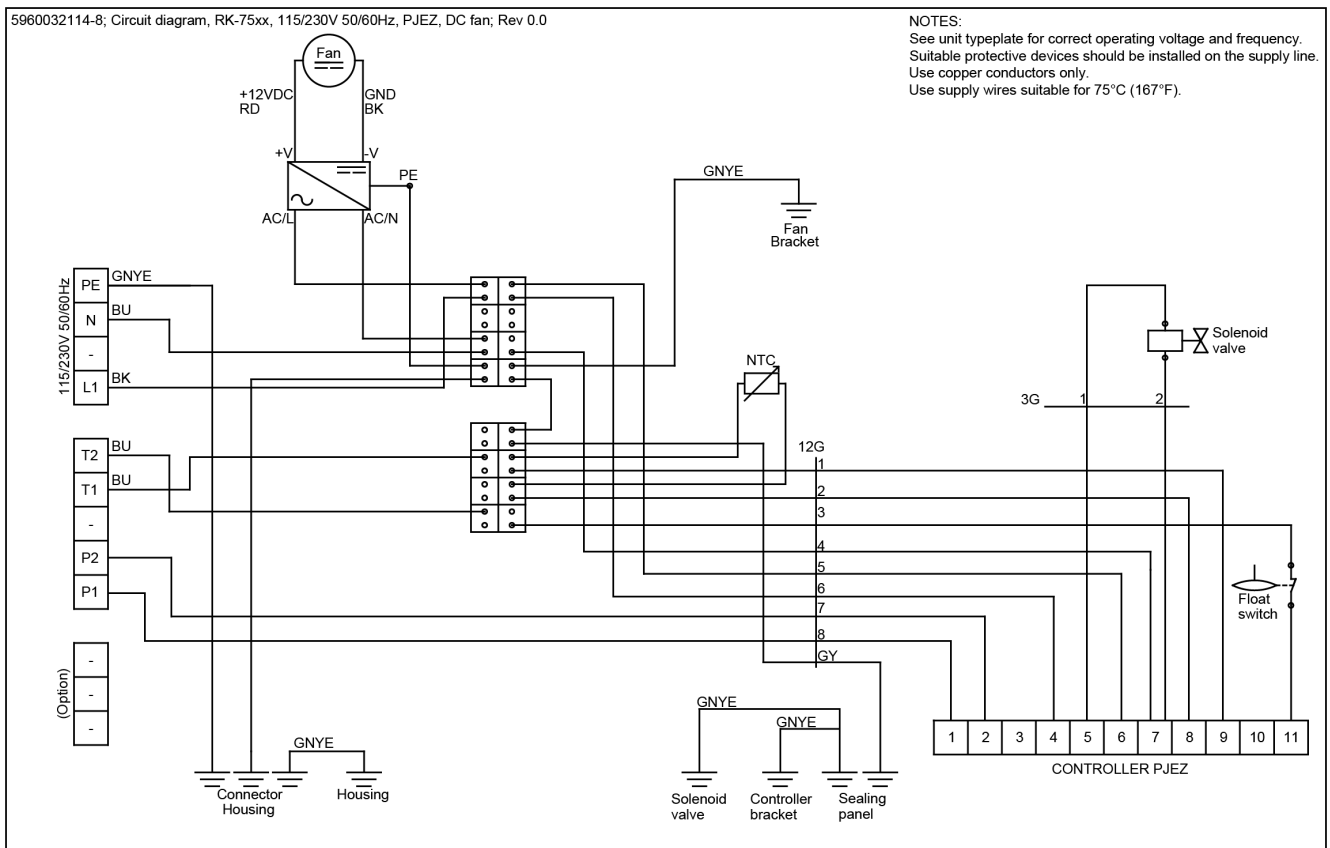 5960032114-8; Circuit diagram, RK-75xx, 115/230V 50/60Hz, PJEZ, DC fan; Rev 0.0
NOTES:
See unit typeplate for correct operating voltage and frequency.
Suitable protective devices should be installed on the supply line.
Use copper conductors only.
Use supply wires suitable for 75°C (167°F).
Fan
+12VDC
RD
GND
BK
+V
-V
PE
AC/L
AC/N
GNYE
Fan
Bracket
115/230V 50/60Hz
PE
GNYE
N
BU
-
L1
BK
T2
BU
T1
BU
-
P2
P1
(Option)
-
-
-
NTC
12G
1
2
3
4
5
6
7
8
GY
3G
1
2
Solenoid
valve
Float
switch
GNYE
Connector
Housing
Housing
GNYE
GNYE
Solenoid
valve
Controller
bracket
Sealing
panel
1 2 3 4 5 6 7 8 9 10 11
CONTROLLER PJEZ